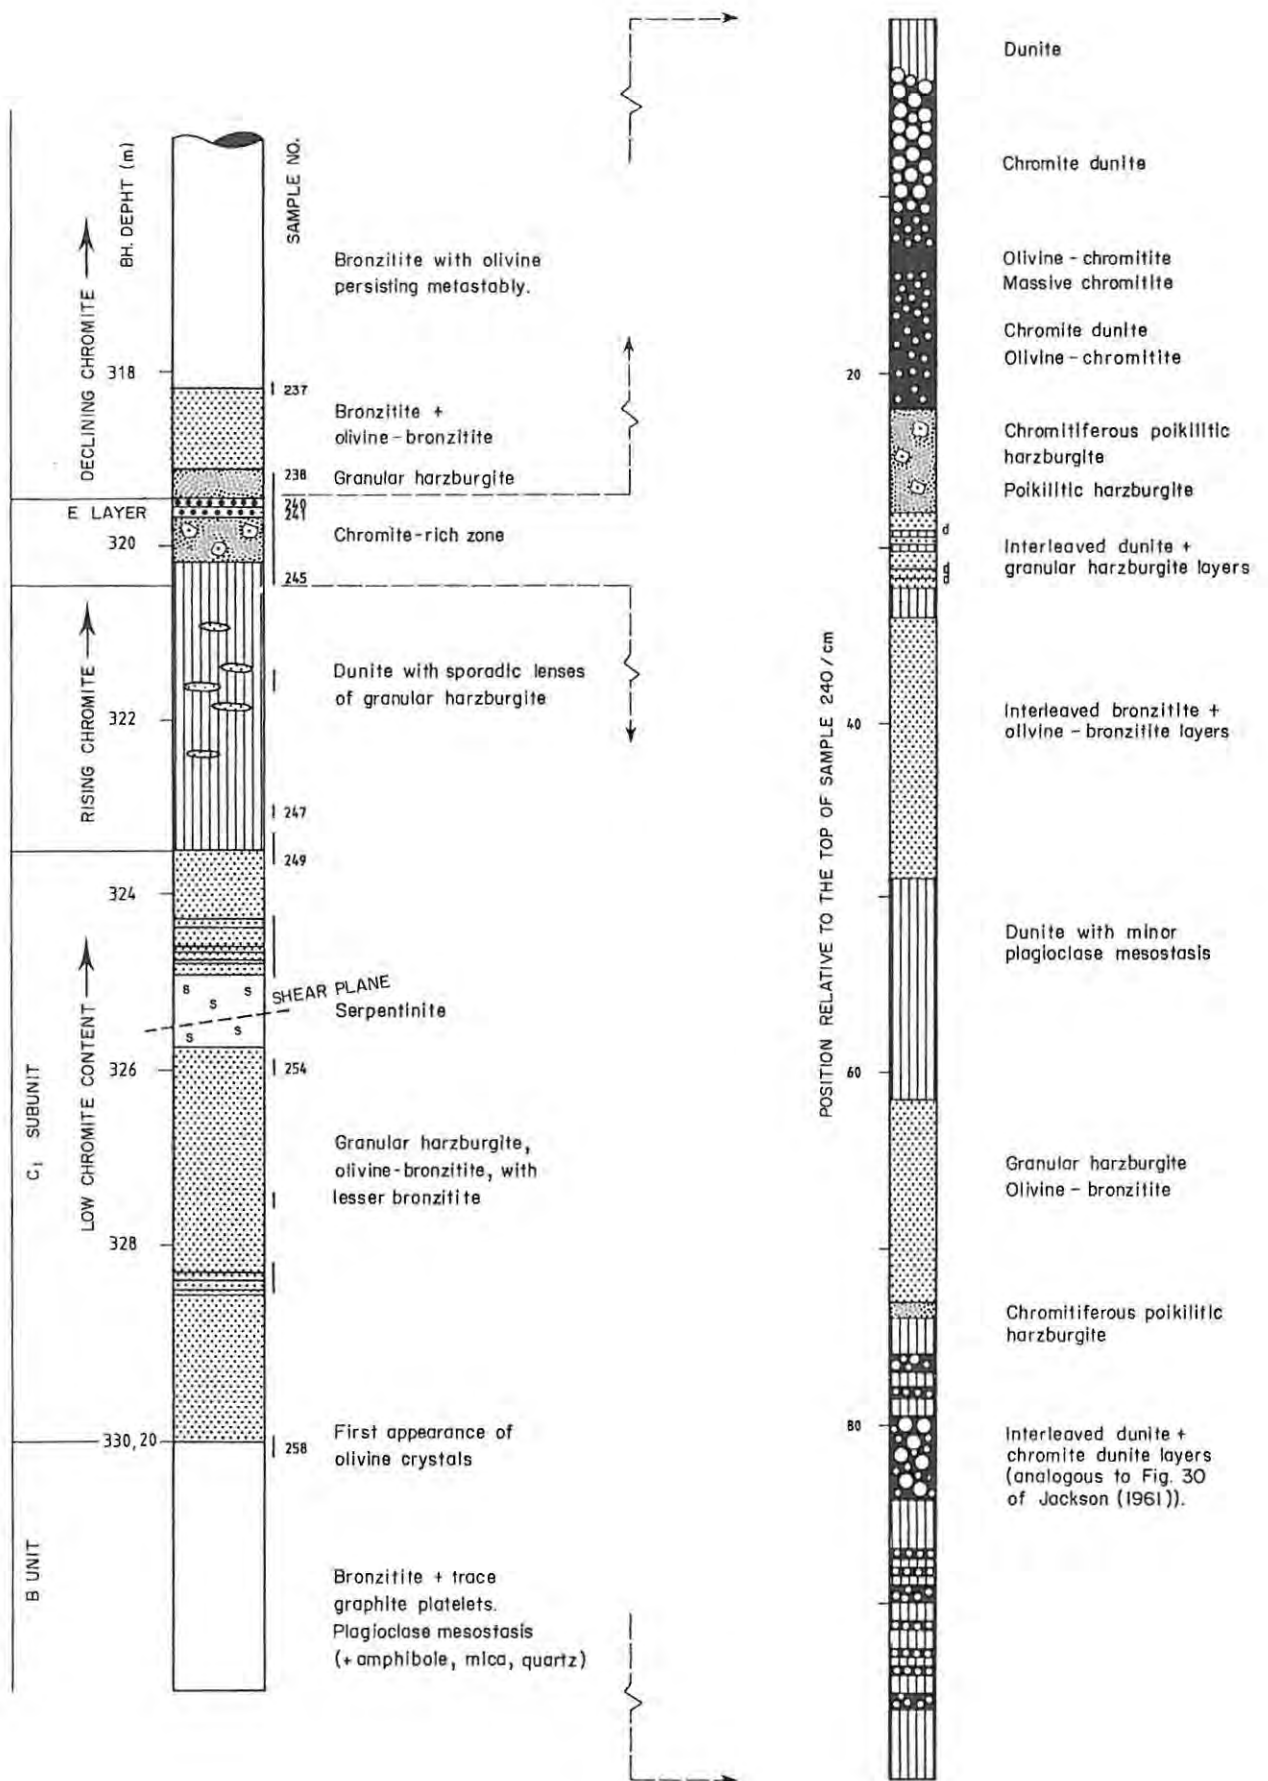 BH. DEPHT (m)
SAMPLE NO.
DECLINING CHROMITE
Bronzilite with olivine
persisting metastably.
318
237
Bronzitite +
olivine-bronzitite
238
Granular harzburgite
240
241
E LAYER
Chromite-rich zone
320
245
RISING CHROMITE
Dunite with sporadic lenses
of granular harzburgite
322
247
249
324
SHEAR PLANE
s s
s
s
s
Serpentinite
C1 SUBUNIT
LOW CHROMITE CONTENT
326
254
Granular harzburgite,
olivine-bronzitite, with
lesser bronzitite
328
330,20
258
First appearance of
olivine crystals
B UNIT
Bronzitite + trace
graphite platelets.
Plagioclase mesostasis
(+ amphibole, mica, quartz)
POSITION RELATIVE TO THE TOP OF SAMPLE 240/cm
Dunite
Chromite dunite
Olivine - chromitite
Massive chromitite
Chromite dunite
Olivine - chromitite
20
Chromitiferous poikilitic
harzburgite
Poikilitic harzburgite
d
Interleaved dunite +
granular harzburgite layers
d
d
Interleaved bronzitite +
olivine - bronzitite layers
40
Dunite with minor
plagioclase mesostasis
60
Granular harzburgite
Olivine - bronzitite
Chromitiferous poikilitic
harzburgite
80
Interleaved dunite +
chromite dunite layers
(analogous to Fig. 30
of Jackson (1961)).